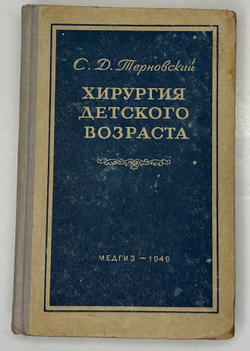 С. Д. Терновский
ХИРУРГИЯ
ДЕТСКОГО
ВОЗРАСТА
МЕДГИЗ — 1949